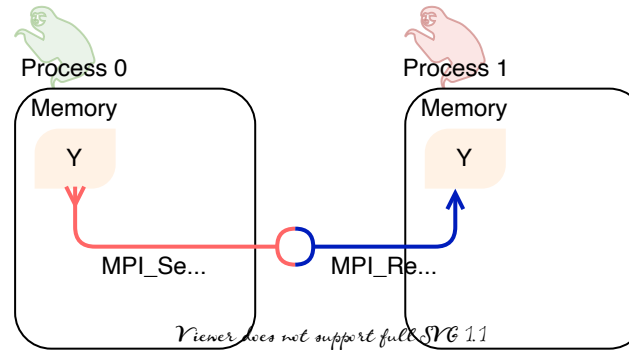 Process 0
Process 1
Memory
Memory
Y
Y
MPI_Se...
MPI_Re...
Viewer does not support full SVG 1.1